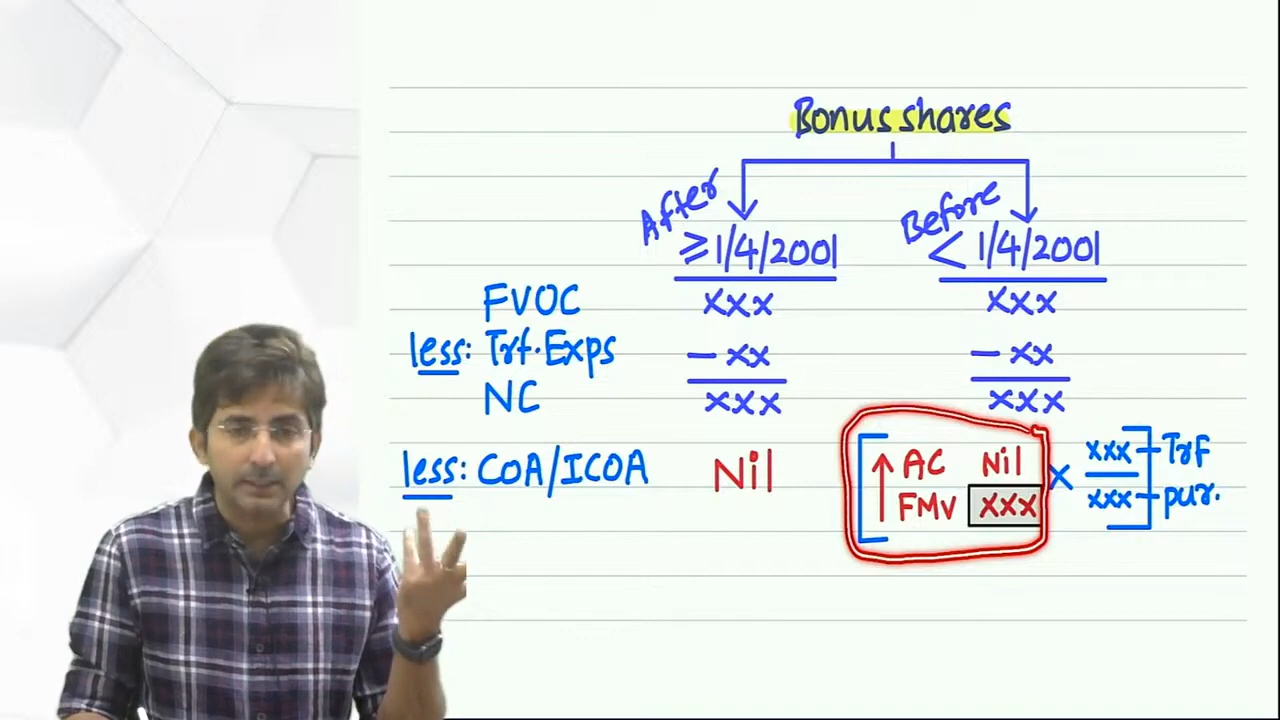 Bonus shares
After Before
≥1/4/2001 < 1/4/2001
FVOC xxx xxx
less: Trf. Exps - xx - xx
NC xxx xxx
less: COA/ICOA Nil [ ↑ AC Nil x xxx ] Trf
FMV xxx xxx pur.